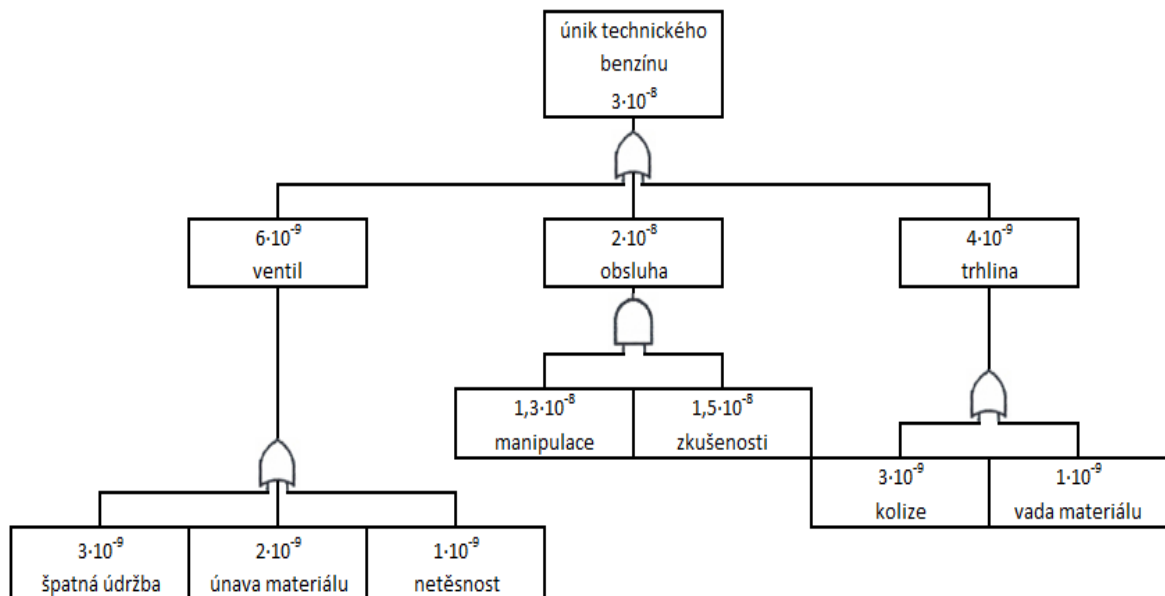 únik technického
benzínu
3·10⁻⁸
6·10⁻⁹
ventil
2·10⁻⁸
obsluha
4·10⁻⁹
trhlina
1,3·10⁻⁸
manipulace
1,5·10⁻⁸
zkušenosti
3·10⁻⁹
kolize
1·10⁻⁹
vada materiálu
3·10⁻⁹
špatná údržba
2·10⁻⁹
únava materiálu
1·10⁻⁹
netěsnost